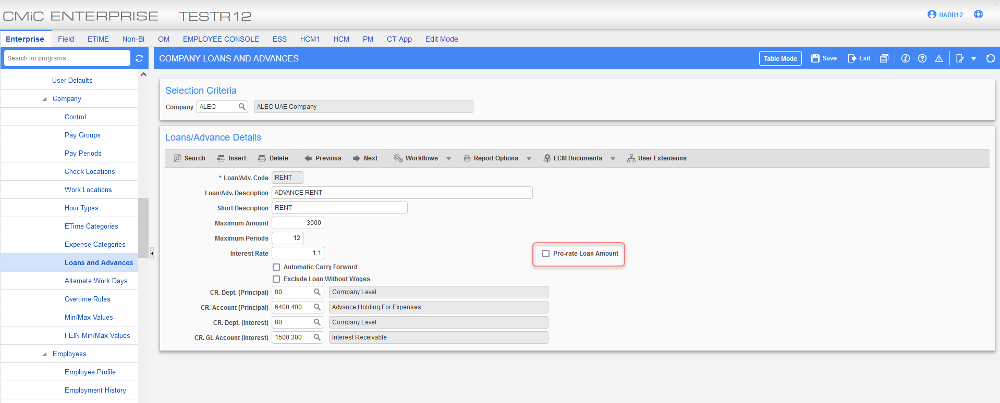 CMiC ENTERPRISE TESTR12
HADR12
Enterprise Field ETIME Non-BI OM EMPLOYEE CONSOLE ESS HCM1 HCM PM CT App Edit Mode
Search for programs...
COMPANY LOANS AND ADVANCES
Table Mode Save Exit
User Defaults
Company
Control
Pay Groups
Pay Periods
Check Locations
Work Locations
Hour Types
ETime Categories
Expense Categories
Loans and Advances
Alternate Work Days
Overtime Rules
Min/Max Values
FEIN Min/Max Values
Employees
Employee Profile
Employment History
Selection Criteria
Company ALEC ALEC UAE Company
Loans/Advance Details
Search Insert Delete Previous Next Workflows Report Options ECM Documents User Extensions
* Loan/Adv. Code RENT
Loan/Adv. Description ADVANCE RENT
Short Description RENT
Maximum Amount 3000
Maximum Periods 12
Interest Rate 1.1 Pro-rate Loan Amount
Automatic Carry Forward
Exclude Loan Without Wages
CR. Dept. (Principal) 00 Company Level
CR. Account (Principal) 6400.400 Advance Holding For Expenses
CR. Dept. (Interest) 00 Company Level
CR. GL Account (Interest) 1500.300 Interest Receivable